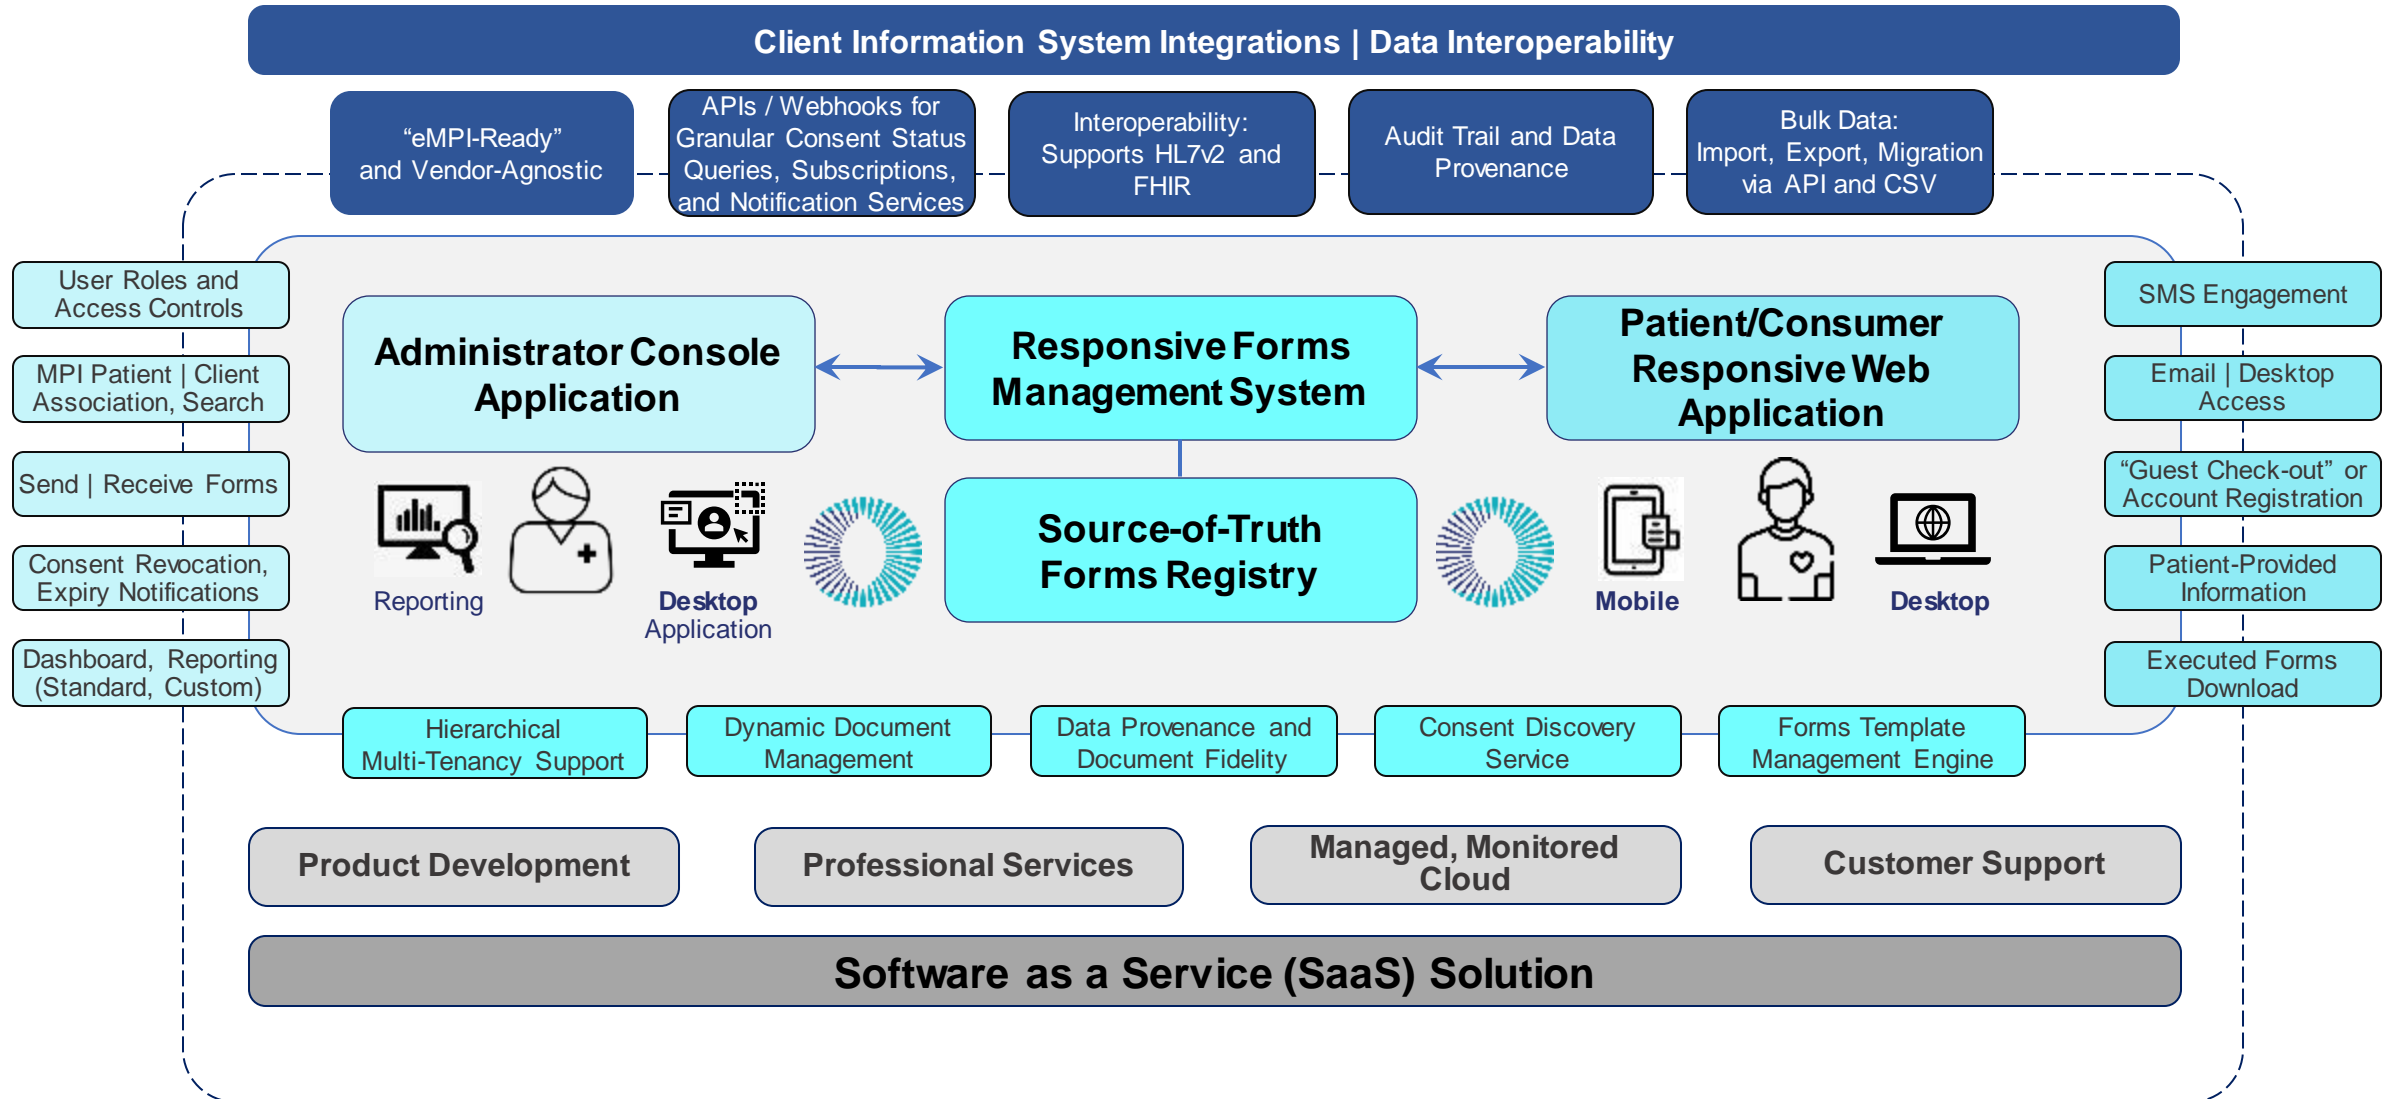 Client Information System Integrations | Data Interoperability
“eMPI-Ready”
and Vendor-Agnostic
APIs / Webhooks for
Granular Consent Status
Queries, Subscriptions,
and Notification Services
Interoperability:
Supports HL7v2 and
FHIR
Audit Trail and Data
Provenance
Bulk Data:
Import, Export, Migration
via API and CSV
User Roles and
Access Controls
MPI Patient | Client
Association, Search
Send | Receive Forms
Consent Revocation,
Expiry Notifications
Dashboard, Reporting
(Standard, Custom)
Administrator Console
Application
Responsive Forms
Management System
Patient/Consumer
Responsive Web
Application
Source-of-Truth
Forms Registry
Reporting
Desktop
Application
Mobile
Desktop
SMS Engagement
Email | Desktop
Access
“Guest Check-out” or
Account Registration
Patient-Provided
Information
Executed Forms
Download
Hierarchical
Multi-Tenancy Support
Dynamic Document
Management
Data Provenance and
Document Fidelity
Consent Discovery
Service
Forms Template
Management Engine
Product Development
Professional Services
Managed, Monitored
Cloud
Customer Support
Software as a Service (SaaS) Solution